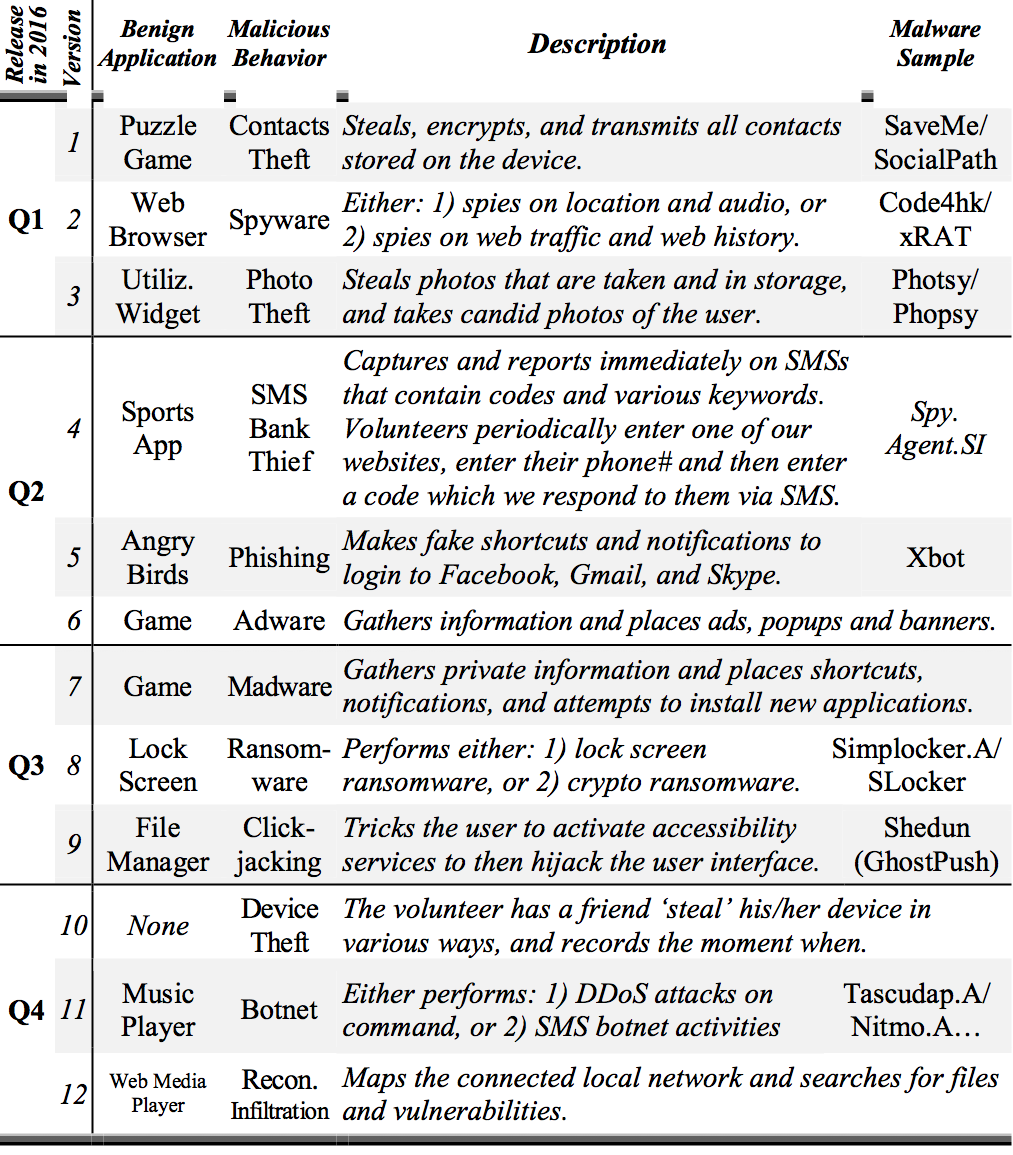 Release in 2016
Version
Benign Application
Malicious Behavior
Description
Malware Sample
Q1
1
Puzzle Game
Contacts Theft
Steals, encrypts, and transmits all contacts
stored on the device.
SaveMe/
SocialPath
2
Web Browser
Spyware
Either: 1) spies on location and audio, or
2) spies on web traffic and web history.
Code4hk/
xRAT
3
Utiliz. Widget
Photo Theft
Steals photos that are taken and in storage,
and takes candid photos of the user.
Photsy/
Phopsy
Q2
4
Sports App
SMS Bank Thief
Captures and reports immediately on SMSs
that contain codes and various keywords.
Volunteers periodically enter one of our
websites, enter their phone# and then enter
a code which we respond to them via SMS.
Spy.
Agent.SI
5
Angry Birds
Phishing
Makes fake shortcuts and notifications to
login to Facebook, Gmail, and Skype.
Xbot
6
Game
Adware
Gathers information and places ads, popups and banners.
Q3
7
Game
Madware
Gathers private information and places shortcuts,
notifications, and attempts to install new applications.
8
Lock Screen
Ransom-
ware
Performs either: 1) lock screen
ransomware, or 2) crypto ransomware.
Simplocker.A/
SLocker
9
File Manager
Click-
jacking
Tricks the user to activate accessibility
services to then hijack the user interface.
Shedun
(GhostPush)
Q4
10
None
Device Theft
The volunteer has a friend ‘steal’ his/her device in
various ways, and records the moment when.
11
Music Player
Botnet
Either performs: 1) DDoS attacks on
command, or 2) SMS botnet activities
Tascudap.A/
Nitmo.A…
12
Web Media Player
Recon. Infiltration
Maps the connected local network and searches for files
and vulnerabilities.